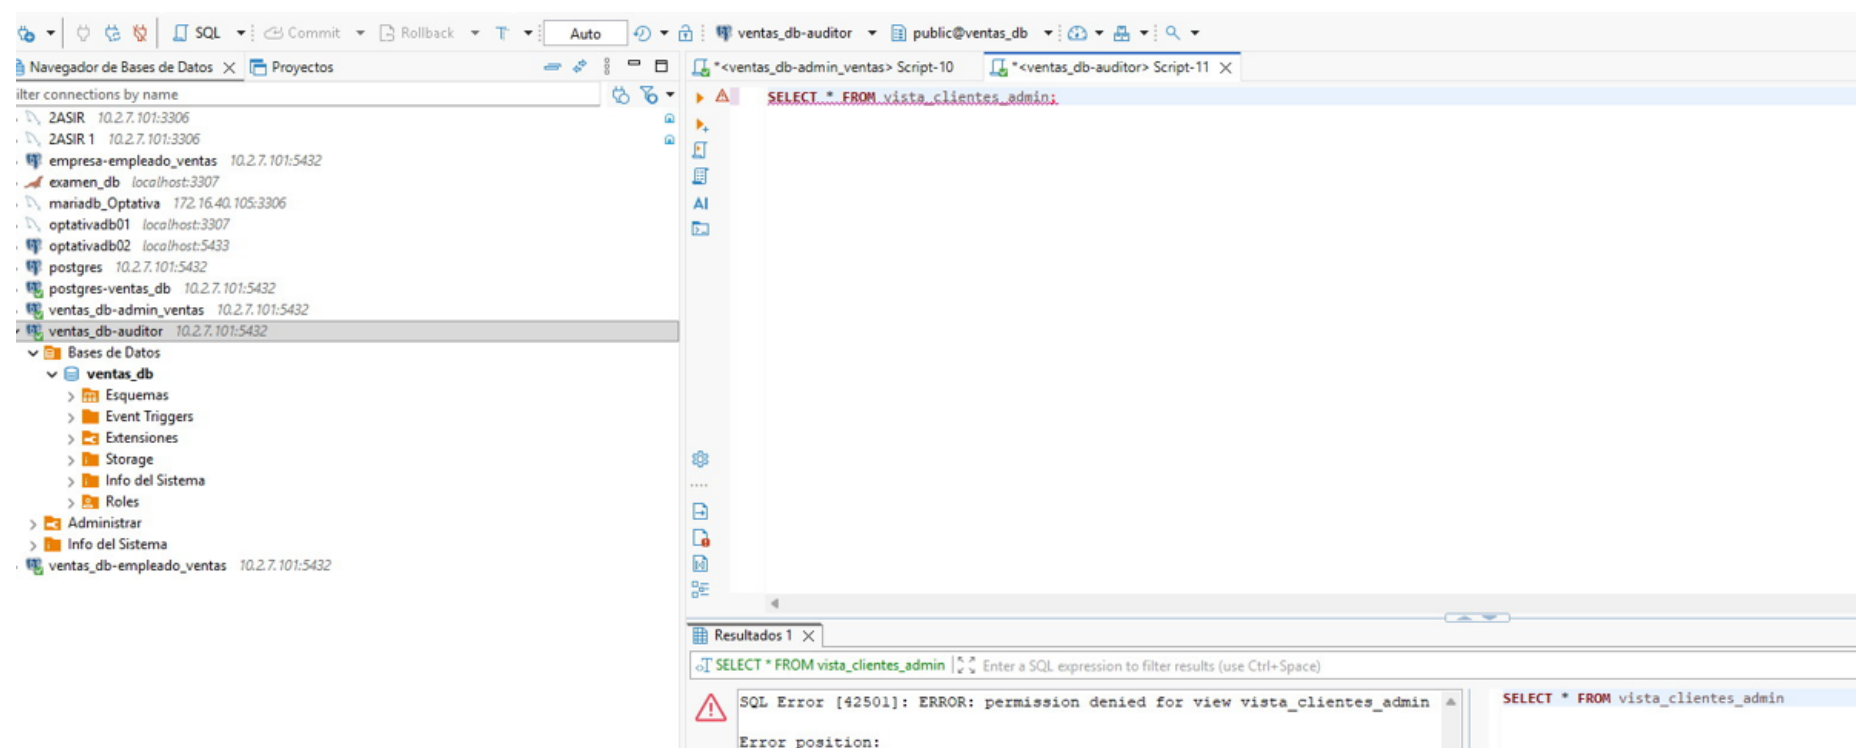 SQL Commit Rollback Auto ventas_db-auditor public@ventas_db
Navegador de Bases de Datos Proyectos
*<ventas_db-admin_ventas> Script-10 *<ventas_db-auditor> Script-11
ilter connections by name
SELECT * FROM vista_clientes_admin;
2ASIR 10.2.7.101:3306
2ASIR 1 10.2.7.101:3306
empresa-empleado_ventas 10.2.7.101:5432
examen_db localhost:3307
mariadb_Optativa 172.16.40.105:3306
optativadb01 localhost:3307
optativadb02 localhost:5433
postgres 10.2.7.101:5432
postgres-ventas_db 10.2.7.101:5432
ventas_db-admin_ventas 10.2.7.101:5432
ventas_db-auditor 10.2.7.101:5432
Bases de Datos
ventas_db
Esquemas
Event Triggers
Extensiones
Storage
Info del Sistema
Roles
Administrar
Info del Sistema
ventas_db-empleado_ventas 10.2.7.101:5432
AI
Resultados 1
SELECT * FROM vista_clientes_admin Enter a SQL expression to filter results (use Ctrl+Space)
SQL Error [42501]: ERROR: permission denied for view vista_clientes_admin
Error position:
SELECT * FROM vista_clientes_admin